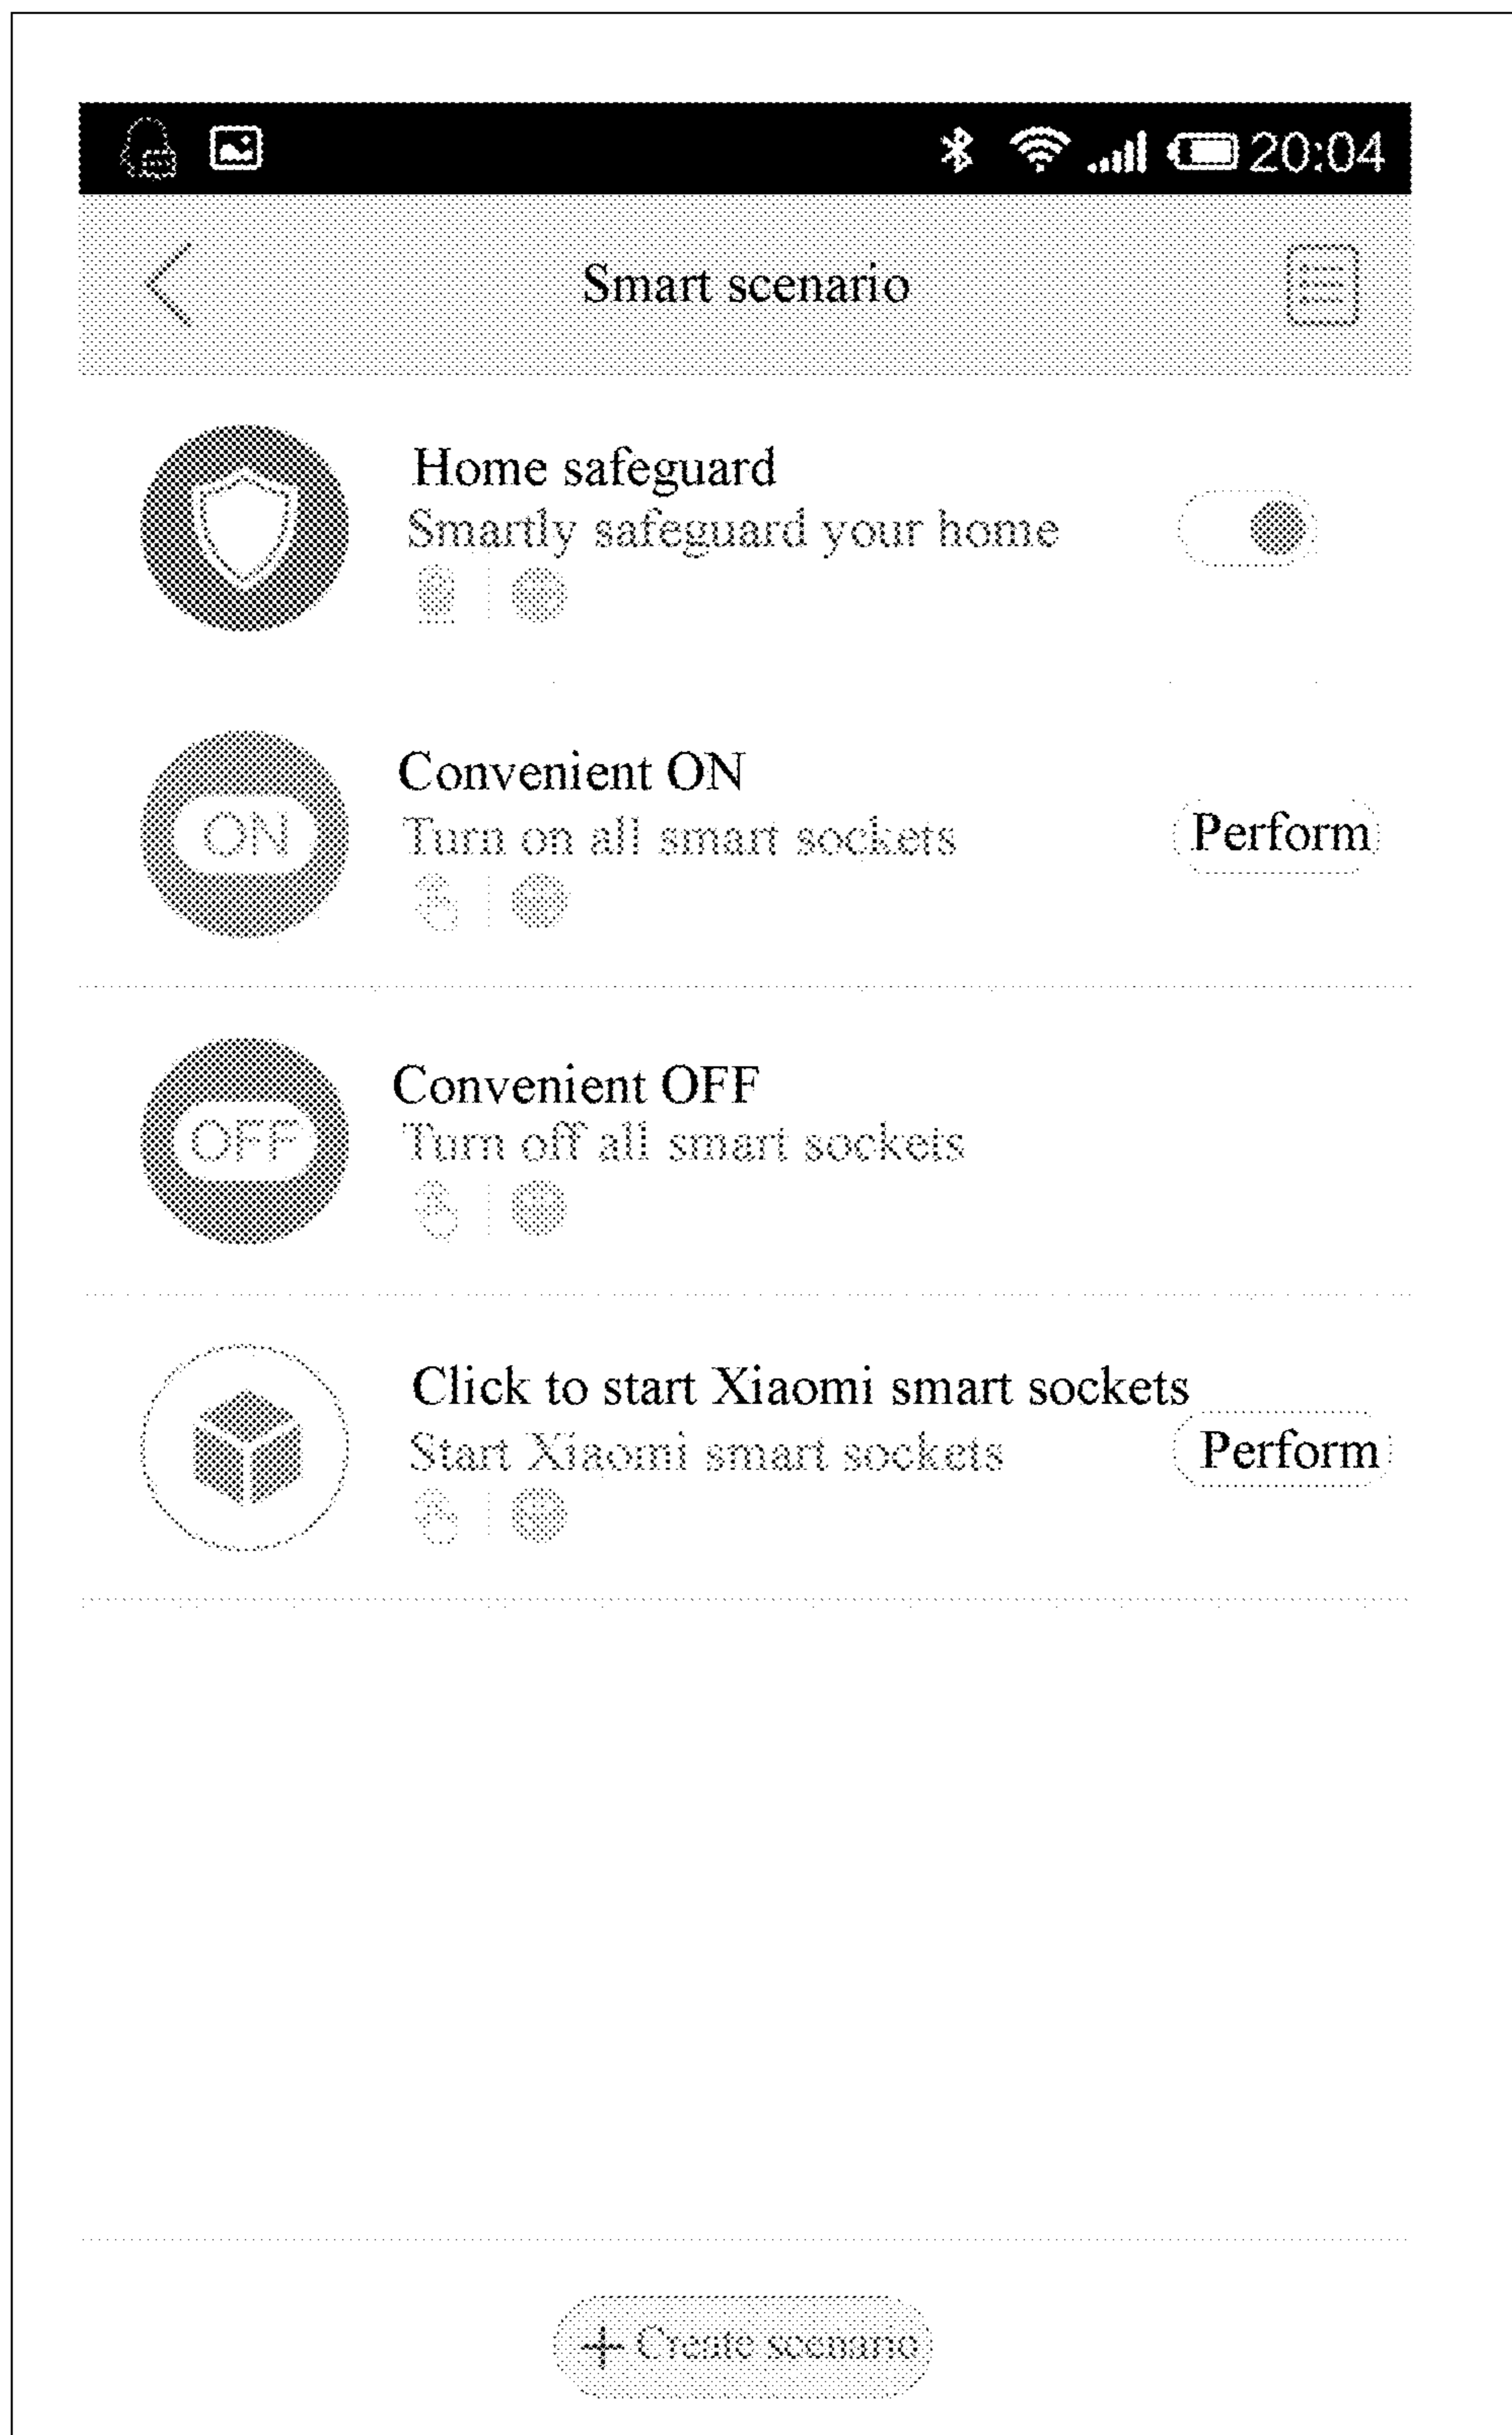 20:04
Smart scenario
Home safeguard
Smartly safeguard your home
Convenient ON
ON
Turn on all smart sockets
Perform
Convenient OFF
OFF
Turn off all smart sockets
Click to start Xiaomi smart sockets
Start Xiaomi smart sockets
Perform
+ Create scenario